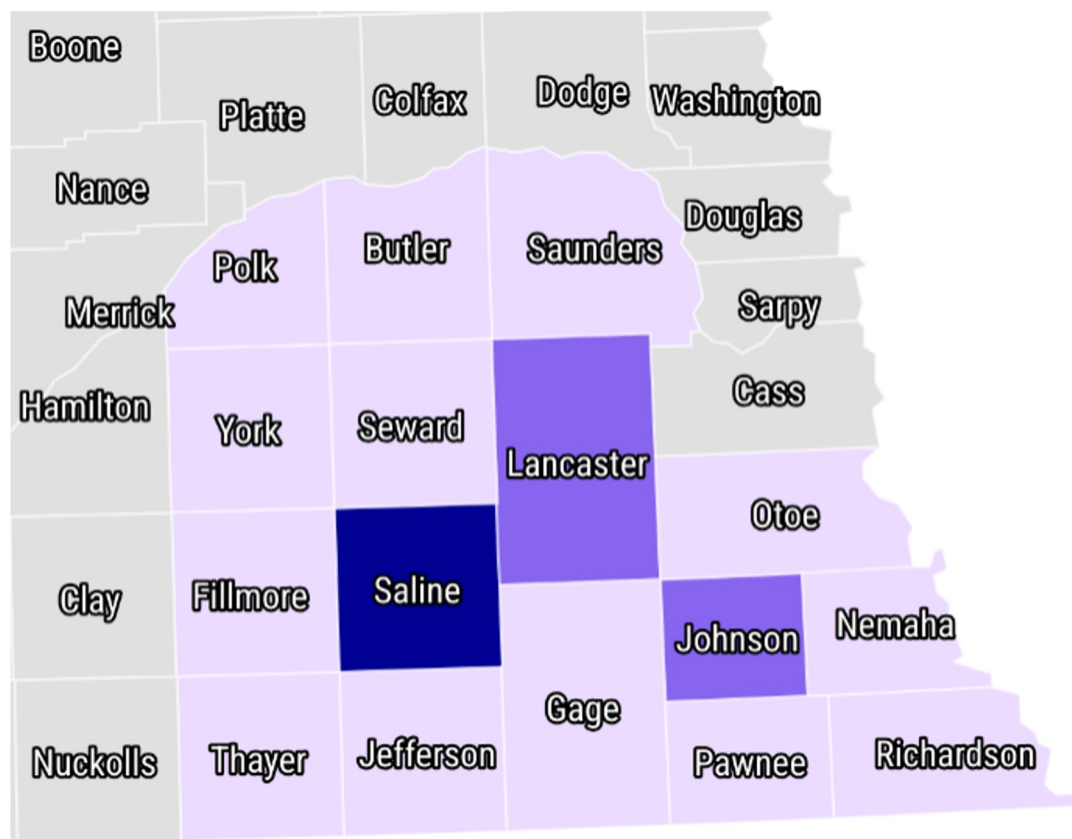 Boone
Platte
Colfax
Dodge
Washington
Nance
Douglas
Polk
Butler
Saunders
Merrick
Sarpy
Cass
Hamilton
York
Seward
Lancaster
Otoe
Clay
Fillmore
Saline
Johnson
Nemaha
Gage
Nuckolls
Thayer
Jefferson
Pawnee
Richardson